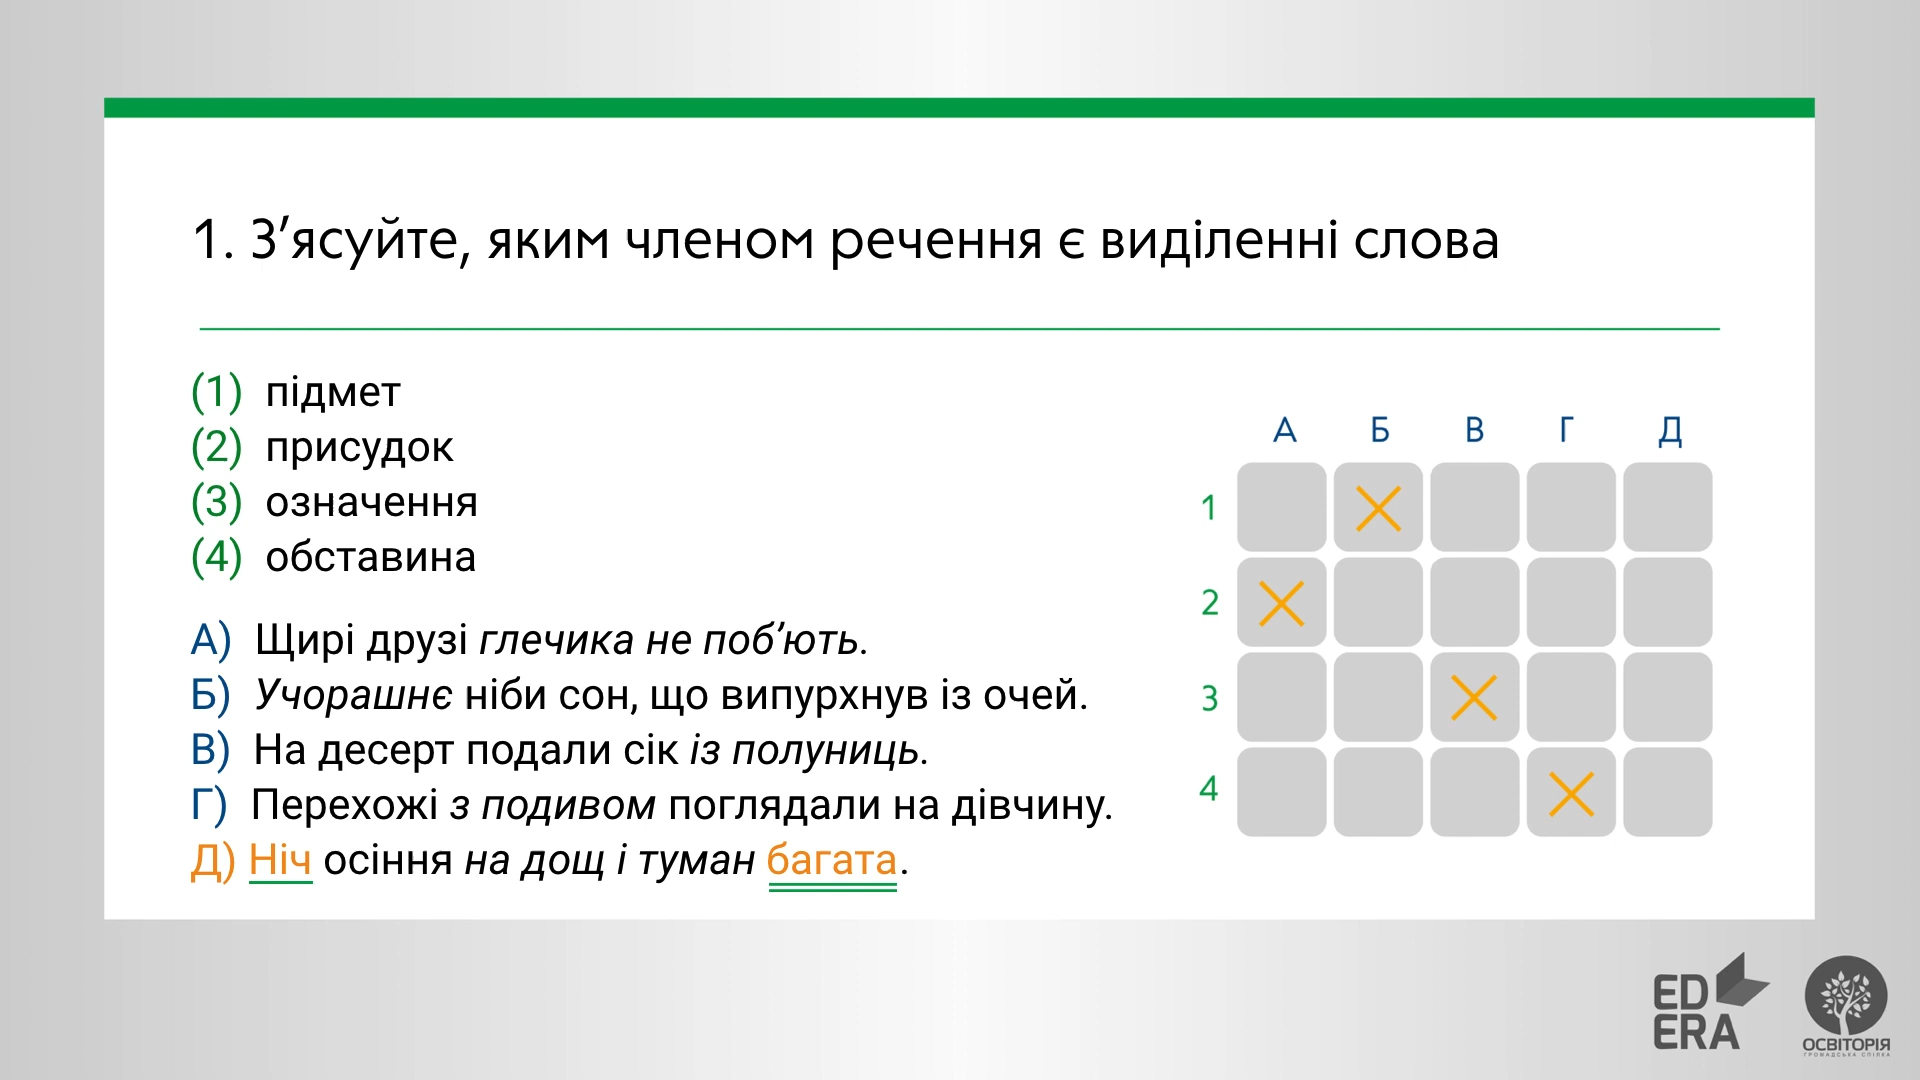 1. З’ясуйте, яким членом речення є виділенні слова
(1) підмет
(2) присудок
(3) означення
(4) обставина
А) Щирі друзі глечика не поб’ють.
Б) Учорашнє ніби сон, що випурхнув із очей.
В) На десерт подали сік із полуниць.
Г) Перехожі з подивом поглядали на дівчину.
Д) Ніч осіння на дощ і туман багата.
А Б В Г Д
1
2
3
4
ED
ERA
ОСВІТОРІЯ
ГРОМАДСЬКА СПІЛКА